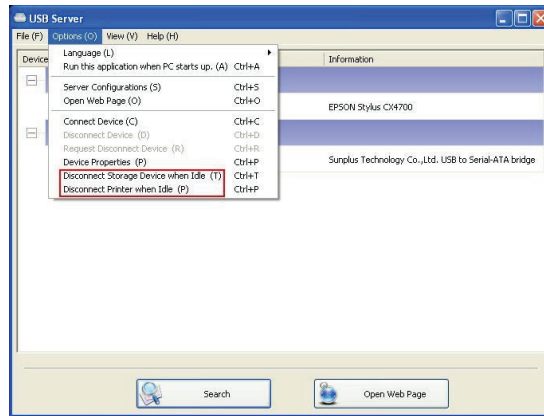 USB Server
File (F) Options (O) View (V) Help (H)
Language (L)
Run this application when PC starts up. (A) Ctrl+A
Server Configurations (S) Ctrl+S
Open Web Page (O) Ctrl+O
Connect Device (C) Ctrl+C
Disconnect Device (D) Ctrl+D
Request Disconnect Device (R) Ctrl+R
Device Properties (P) Ctrl+P
Disconnect Storage Device when Idle (T) Ctrl+T
Disconnect Printer when Idle (P) Ctrl+P
Device
Information
EPSON Stylus CX4700
Sunplus Technology Co.,Ltd. USB to Serial-ATA bridge
Search
Open Web Page